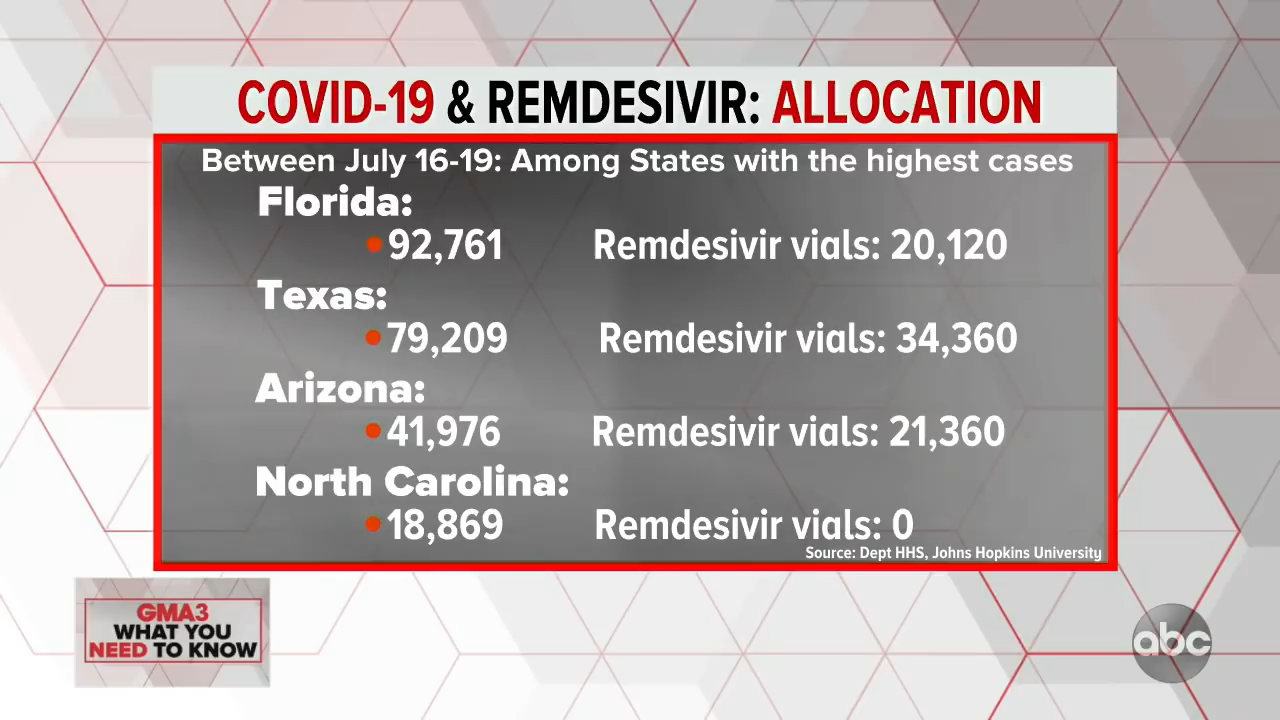 COVID-19 & REMDESIVIR: ALLOCATION
Between July 16-19: Among States with the highest cases
Florida:
•92,761 Remdesivir vials: 20,120
Texas:
•79,209 Remdesivir vials: 34,360
Arizona:
•41,976 Remdesivir vials: 21,360
North Carolina:
•18,869 Remdesivir vials: 0
Source: Dept HHS, Johns Hopkins University
GMA3
WHAT YOU
NEED TO KNOW
abc